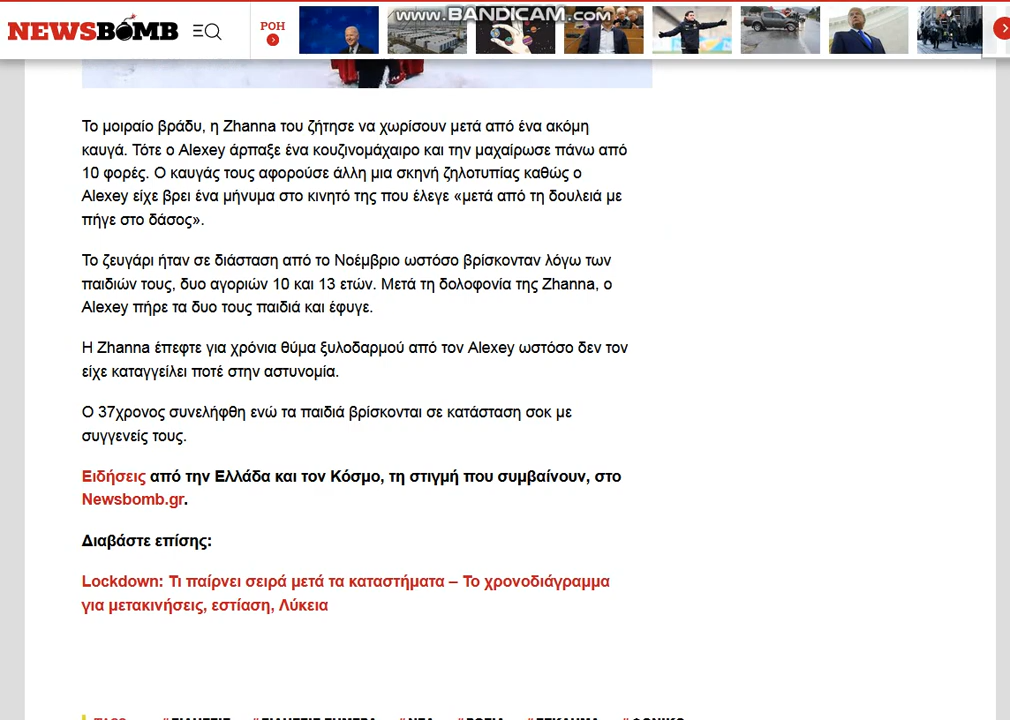 www.BANDICAM.com
NEWSBOMB
ΡΟΗ
Το μοιραίο βράδυ, η Zhanna του ζήτησε να χωρίσουν μετά από ένα ακόμη
καυγά. Τότε ο Alexey άρπαξε ένα κουζινομάχαιρο και την μαχαίρωσε πάνω από
10 φορές. Ο καυγάς τους αφορούσε άλλη μια σκηνή ζηλοτυπίας καθώς ο
Alexey είχε βρει ένα μήνυμα στο κινητό της που έλεγε «μετά από τη δουλειά με
πήγε στο δάσος».
Το ζευγάρι ήταν σε διάσταση από το Νοέμβριο ωστόσο βρίσκονταν λόγω των
παιδιών τους, δυο αγοριών 10 και 13 ετών. Μετά τη δολοφονία της Zhanna, ο
Alexey πήρε τα δυο τους παιδιά και έφυγε.
Η Zhanna έπεφτε για χρόνια θύμα ξυλοδαρμού από τον Alexey ωστόσο δεν τον
είχε καταγγείλει ποτέ στην αστυνομία.
Ο 37χρονος συνελήφθη ενώ τα παιδιά βρίσκονται σε κατάσταση σοκ με
συγγενείς τους.
Ειδήσεις από την Ελλάδα και τον Κόσμο, τη στιγμή που συμβαίνουν, στο
Newsbomb.gr.
Διαβάστε επίσης:
Lockdown: Τι παίρνει σειρά μετά τα καταστήματα – Το χρονοδιάγραμμα
για μετακινήσεις, εστίαση, Λύκεια